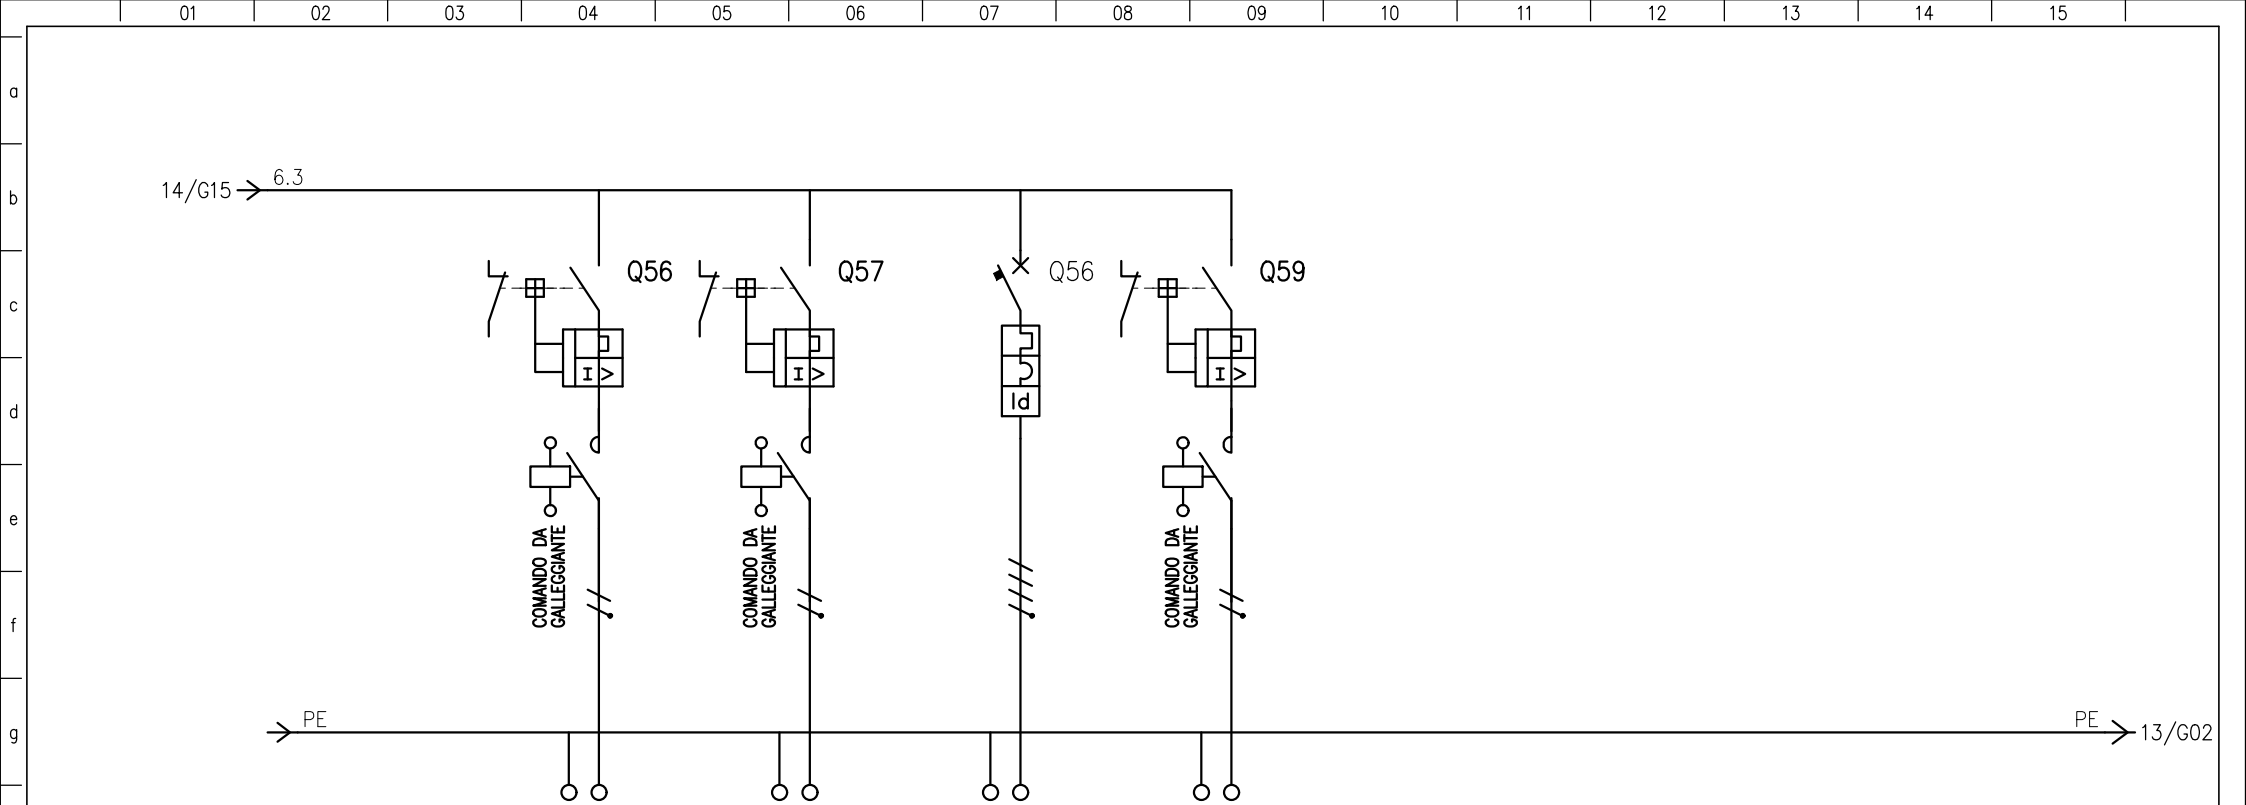 01 02 03 04 05 06 07 08 09 10 11 12 13 14 15
a
b
14/G15 6.3
c
Q56 Q57 Q56 Q59
I > I > I >
d
Id
e
COMANDO DA
GALLEGGIANTE
COMANDO DA
GALLEGGIANTE
COMANDO DA
GALLEGGIANTE
f
g
PE PE 13/G02